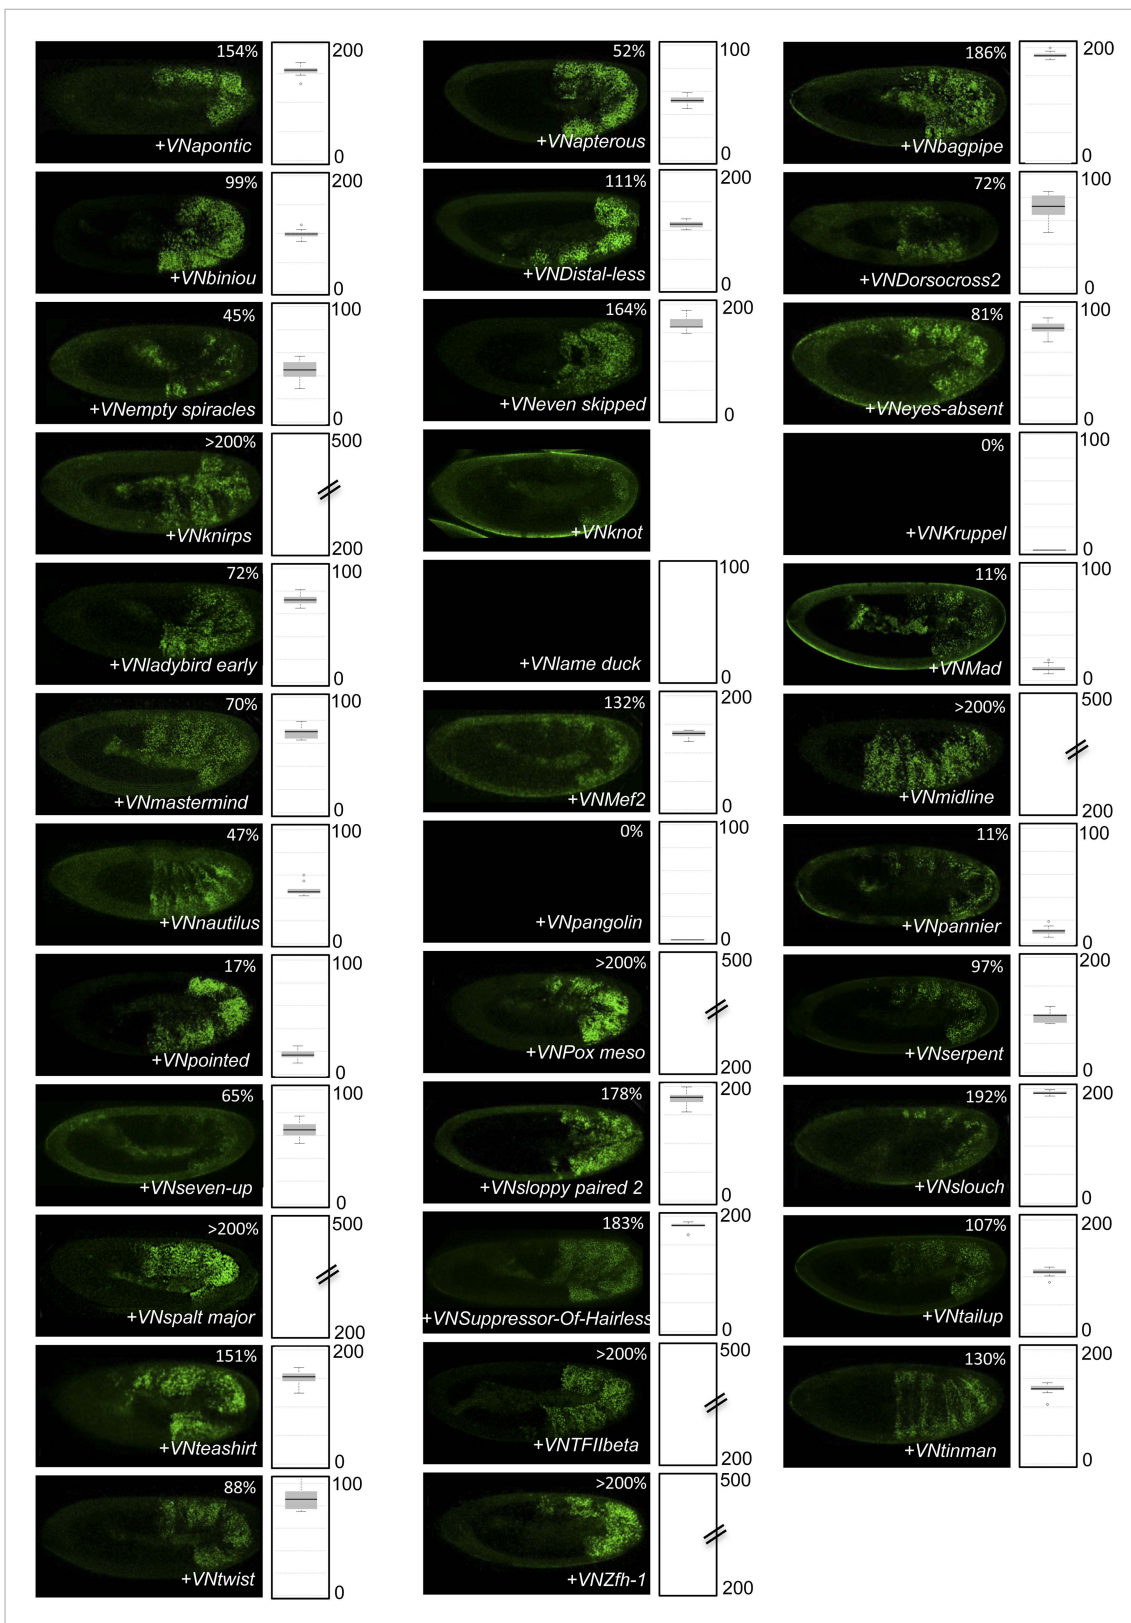 154%
200
+VNapontic
0
52%
100
+VNapterous
0
186%
200
+VNbagpipe
0
99%
200
+VNbiniou
0
111%
200
+VNDistal-less
0
72%
100
+VNDorsocross2
0
45%
100
+VNempty spiracles
0
164%
200
+VNeven skipped
0
81%
100
+VNeyes-absent
0
>200%
500
+VNknirps
200
+VNknot
0%
100
+VNKruppel
0
72%
100
+VNladybird early
0
100
+VNlame duck
0
11%
100
+VNMad
0
70%
100
+VNmastermind
0
132%
200
+VNMef2
0
>200%
500
+VNmidline
200
47%
100
+VNnautilus
0
0%
100
+VNpangolin
0
11%
100
+VNpannier
0
17%
100
+VNpointed
0
>200%
500
+VNPox meso
200
97%
200
+VNserpent
0
65%
100
+VNseven-up
0
178%
200
+VNsloppy paired 2
0
192%
200
+VNslouch
0
>200%
500
+VNspalt major
200
183%
200
+VNSuppressor-Of-Hairless
0
107%
200
+VNtailup
0
151%
200
+VNteashirt
0
>200%
500
+VNTFIIbeta
200
130%
200
+VNtinman
0
88%
100
+VNtwist
0
>200%
500
+VNZfh-1
200